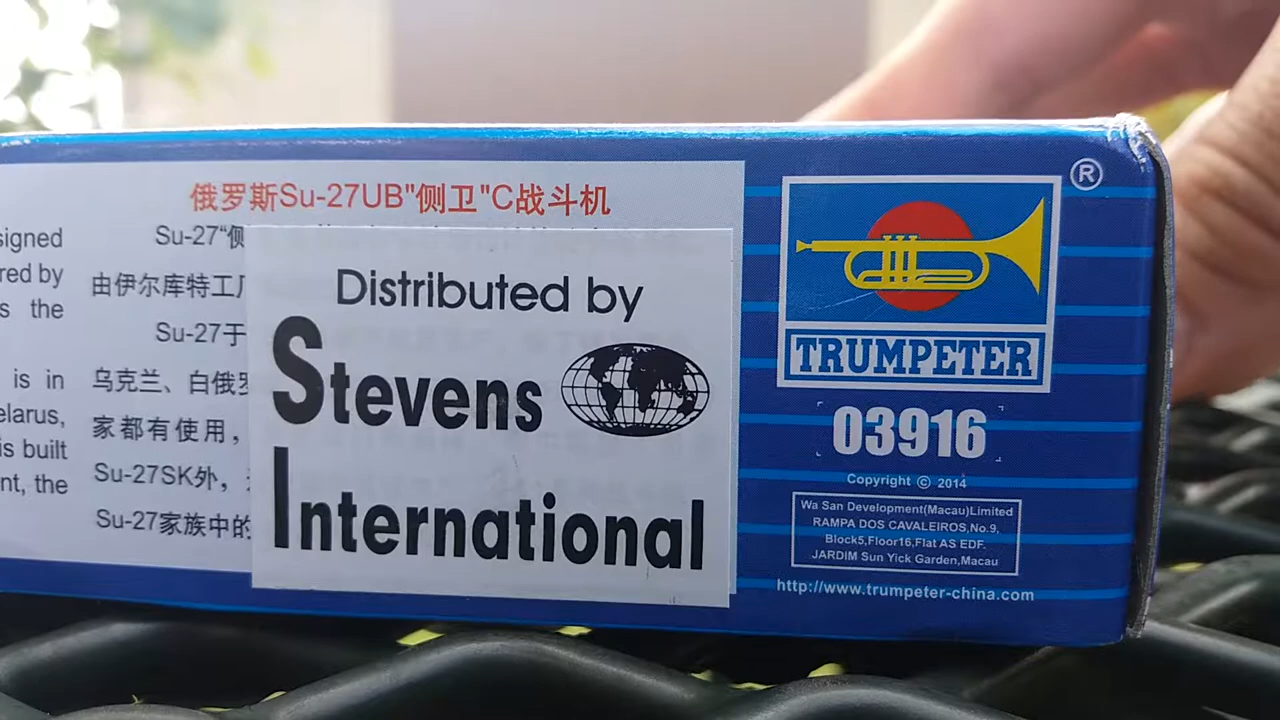 俄罗斯Su-27UB"侧卫"C战斗机
signed
red by
s the
is in
elarus,
is built
nt, the
Su-27“侧
由伊尔库特工厂
Su-27于
乌克兰、白俄罗
家都有使用，
Su-27SK外，
Su-27家族中的
Distributed by
Stevens
International
®
TRUMPETER
03916
Copyright © 2014
Wa San Development(Macau)Limited
RAMPA DOS CAVALEIROS,No.9,
Block5,Floor16,Flat AS EDF.
JARDIM Sun Yick Garden,Macau
http://www.trumpeter-china.com